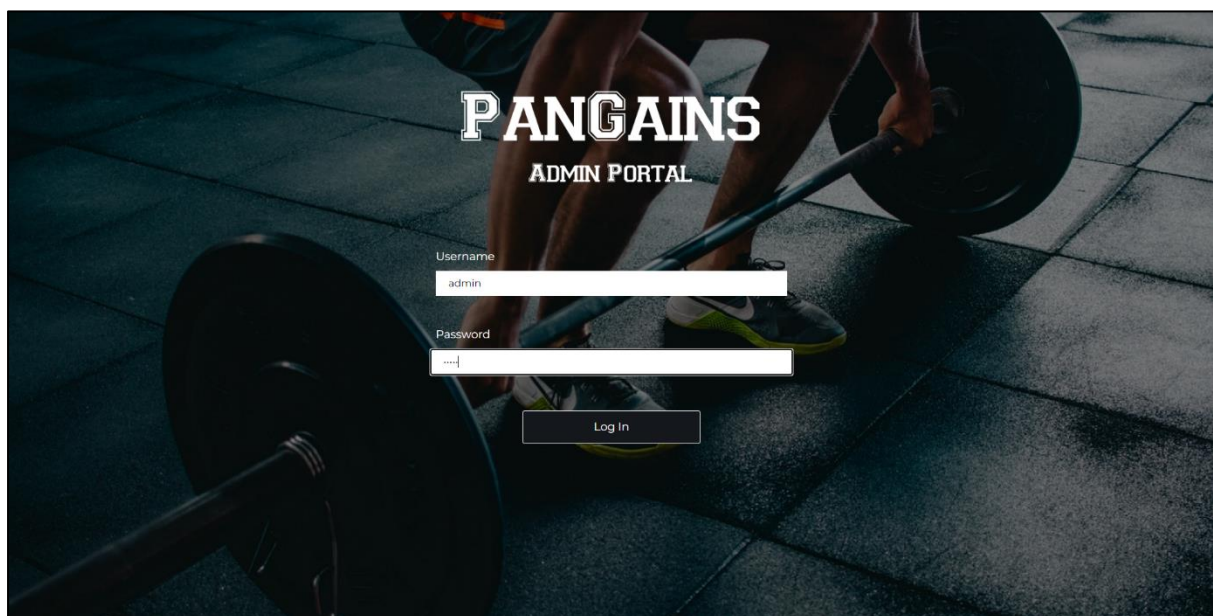 PANGAINS
ADMIN PORTAL
Username
admin
Password
•••••
Log In